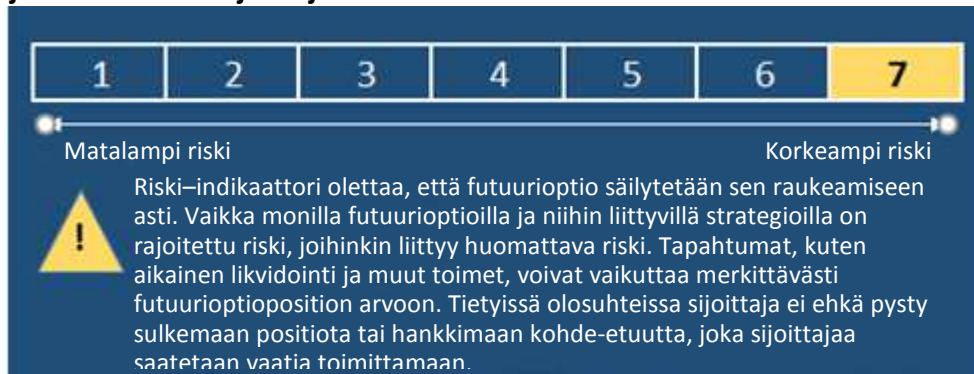 1 2 3 4 5 6 7
Matalampi riski Korkeampi riski
Riski–indikaattori olettaa, että futuurioptio säilytetään sen raukeamiseen
asti. Vaikka monilla futuurioptioilla ja niihin liittyvillä strategioilla on
rajoitettu riski, joihinkin liittyy huomattava riski. Tapahtumat, kuten
aikainen likvidointi ja muut toimet, voivat vaikuttaa merkittävästi
futuurioptioposition arvoon. Tietyissä olosuhteissa sijoittaja ei ehkä pysty
sulkemaan positiota tai hankkimaan kohde-etuutta, joka sijoittajaa
saatetaan vaatia toimittamaan.